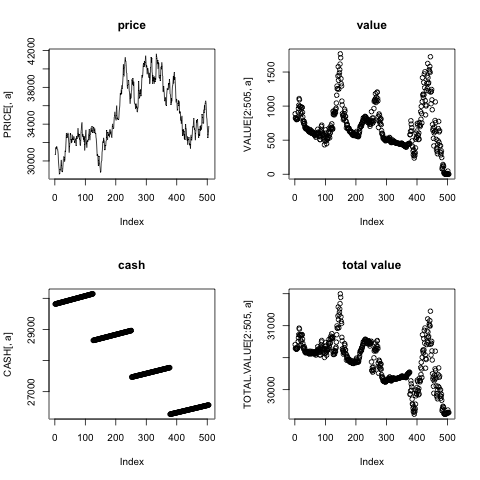 price
PRICE[, a]
30000 34000 38000 42000
0 100 200 300 400 500
Index
value
VALUE[2:505, a]
0 500 1000 1500
0 100 200 300 400 500
Index
cash
CASH[, a]
27000 29000
0 100 200 300 400 500
Index
total value
TOTAL.VALUE[2:505, a]
30000 31000
0 100 200 300 400 500
Index